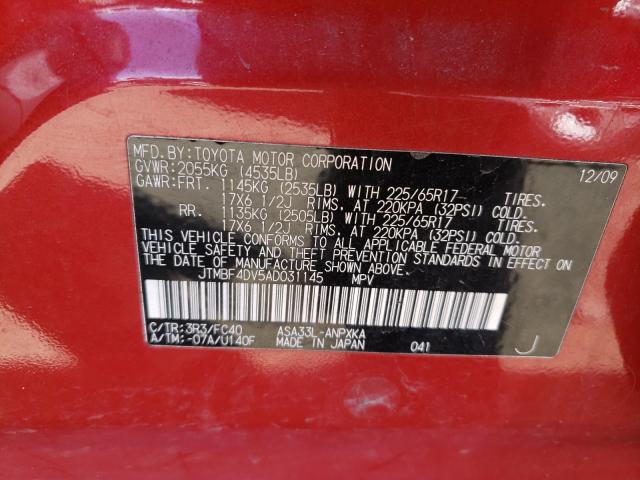 MFD.BY:TOYOTA MOTOR CORPORATION 12/09
GVWR:2055KG (4535LB)
GAWR:FRT. 1145KG (2535LB) WITH 225/65R17 TIRES.
17X6 1/2J RIMS. AT 220KPA (32PSI) COLD.
RR. 1135KG (2505LB) WITH 225/65R17 TIRES.
17X6 1/2J RIMS. AT 220KPA (32PSI) COLD.
THIS VEHICLE CONFORMS TO ALL APPLICABLE FEDERAL MOTOR
VEHICLE SAFETY AND THEFT PREVENTION STANDARDS IN EFFECT ON
THE DATE OF MANUFACTURE SHOWN ABOVE.
JTMBF4DV5AD031145 MPV
C/TR:3R3/FC40 ASA33L-ANPXKA
A/TM:-07A/U140F MADE IN JAPAN 041 J